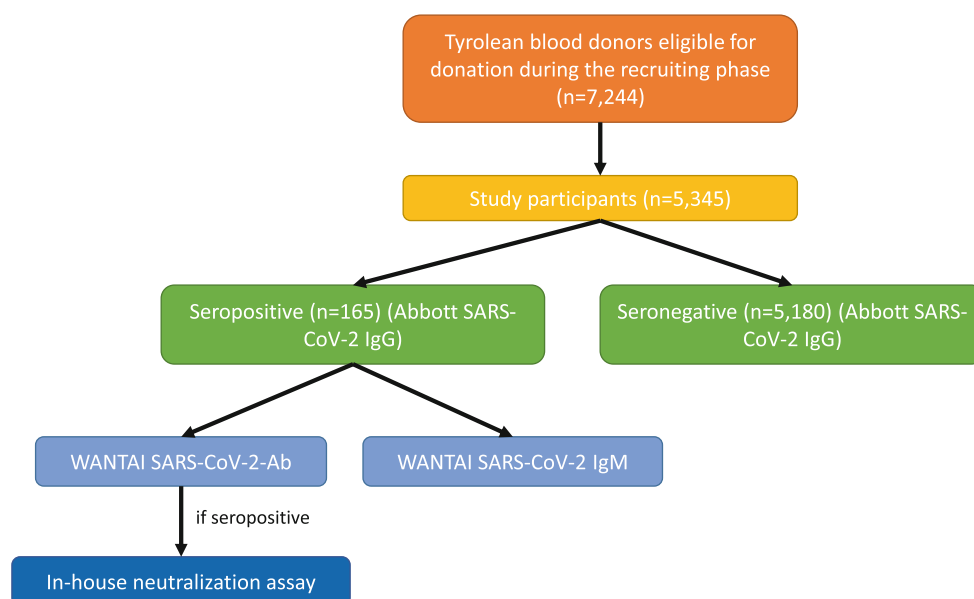 Tyrolean blood donors eligible for
donation during the recruiting phase
(n=7,244)
Study participants (n=5,345)
Seropositive (n=165) (Abbott SARS-
CoV-2 IgG)
Seronegative (n=5,180) (Abbott SARS-
CoV-2 IgG)
WANTAI SARS-CoV-2-Ab
WANTAI SARS-CoV-2 IgM
if seropositive
In-house neutralization assay